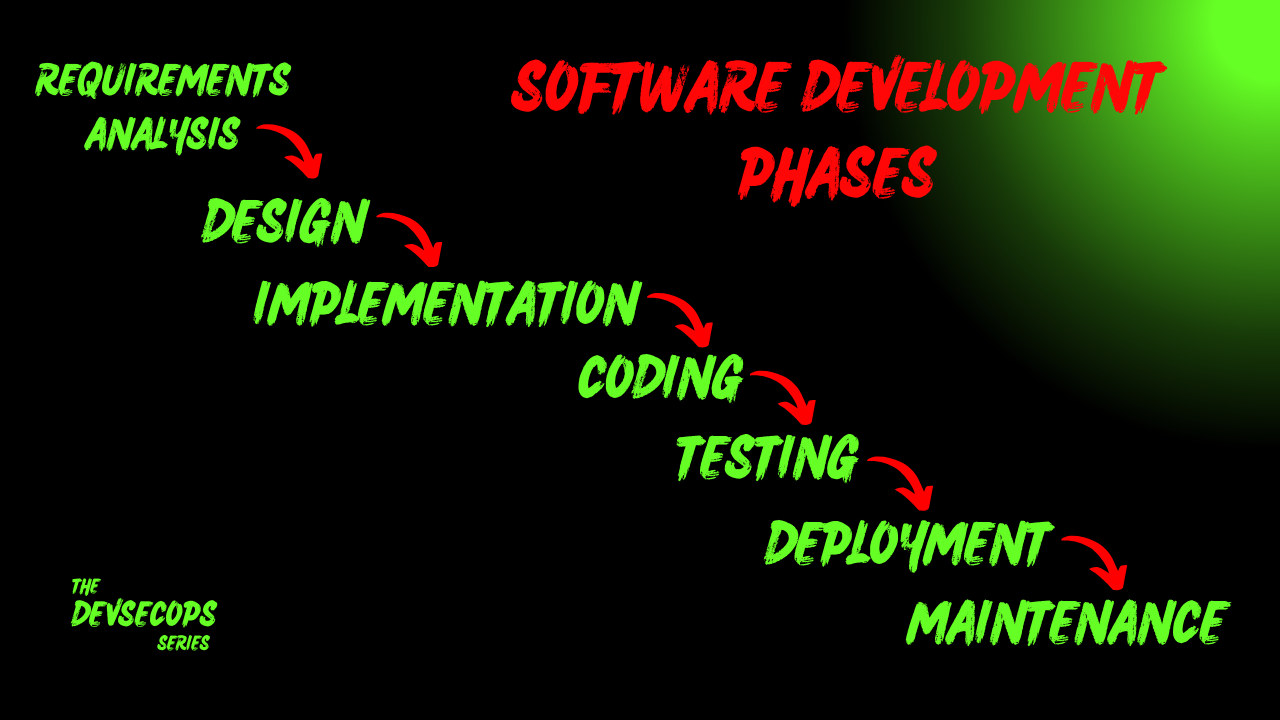 SOFTWARE DEVELOPMENT
PHASES
REQUIREMENTS
ANALYSIS
DESIGN
IMPLEMENTATION
CODING
TESTING
DEPLOYMENT
MAINTENANCE
THE
DEVSECOPS
SERIES